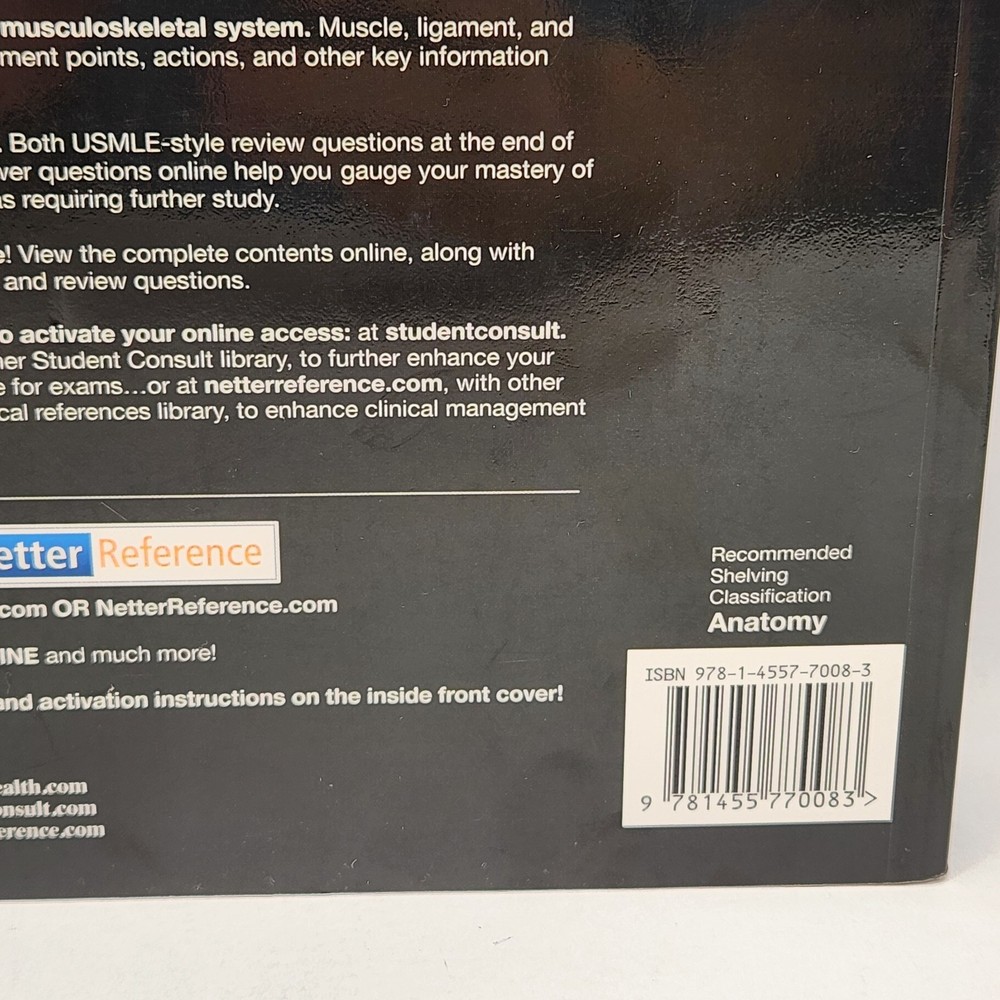 musculoskeletal system. Muscle, ligament, and
ment points, actions, and other key information
. Both USMLE-style review questions at the end of
wer questions online help you gauge your mastery of
s requiring further study.
e! View the complete contents online, along with
and review questions.
o activate your online access: at studentconsult.
her Student Consult library, to further enhance your
e for exams...or at netterreference.com, with other
cal references library, to enhance clinical management
etter Reference
com OR NetterReference.com
INE and much more!
and activation instructions on the inside front cover!
ealth.com
onsult.com
erence.com
Recommended
Shelving
Classification
Anatomy
ISBN 978-1-4557-7008-3
9 781455 770083 >